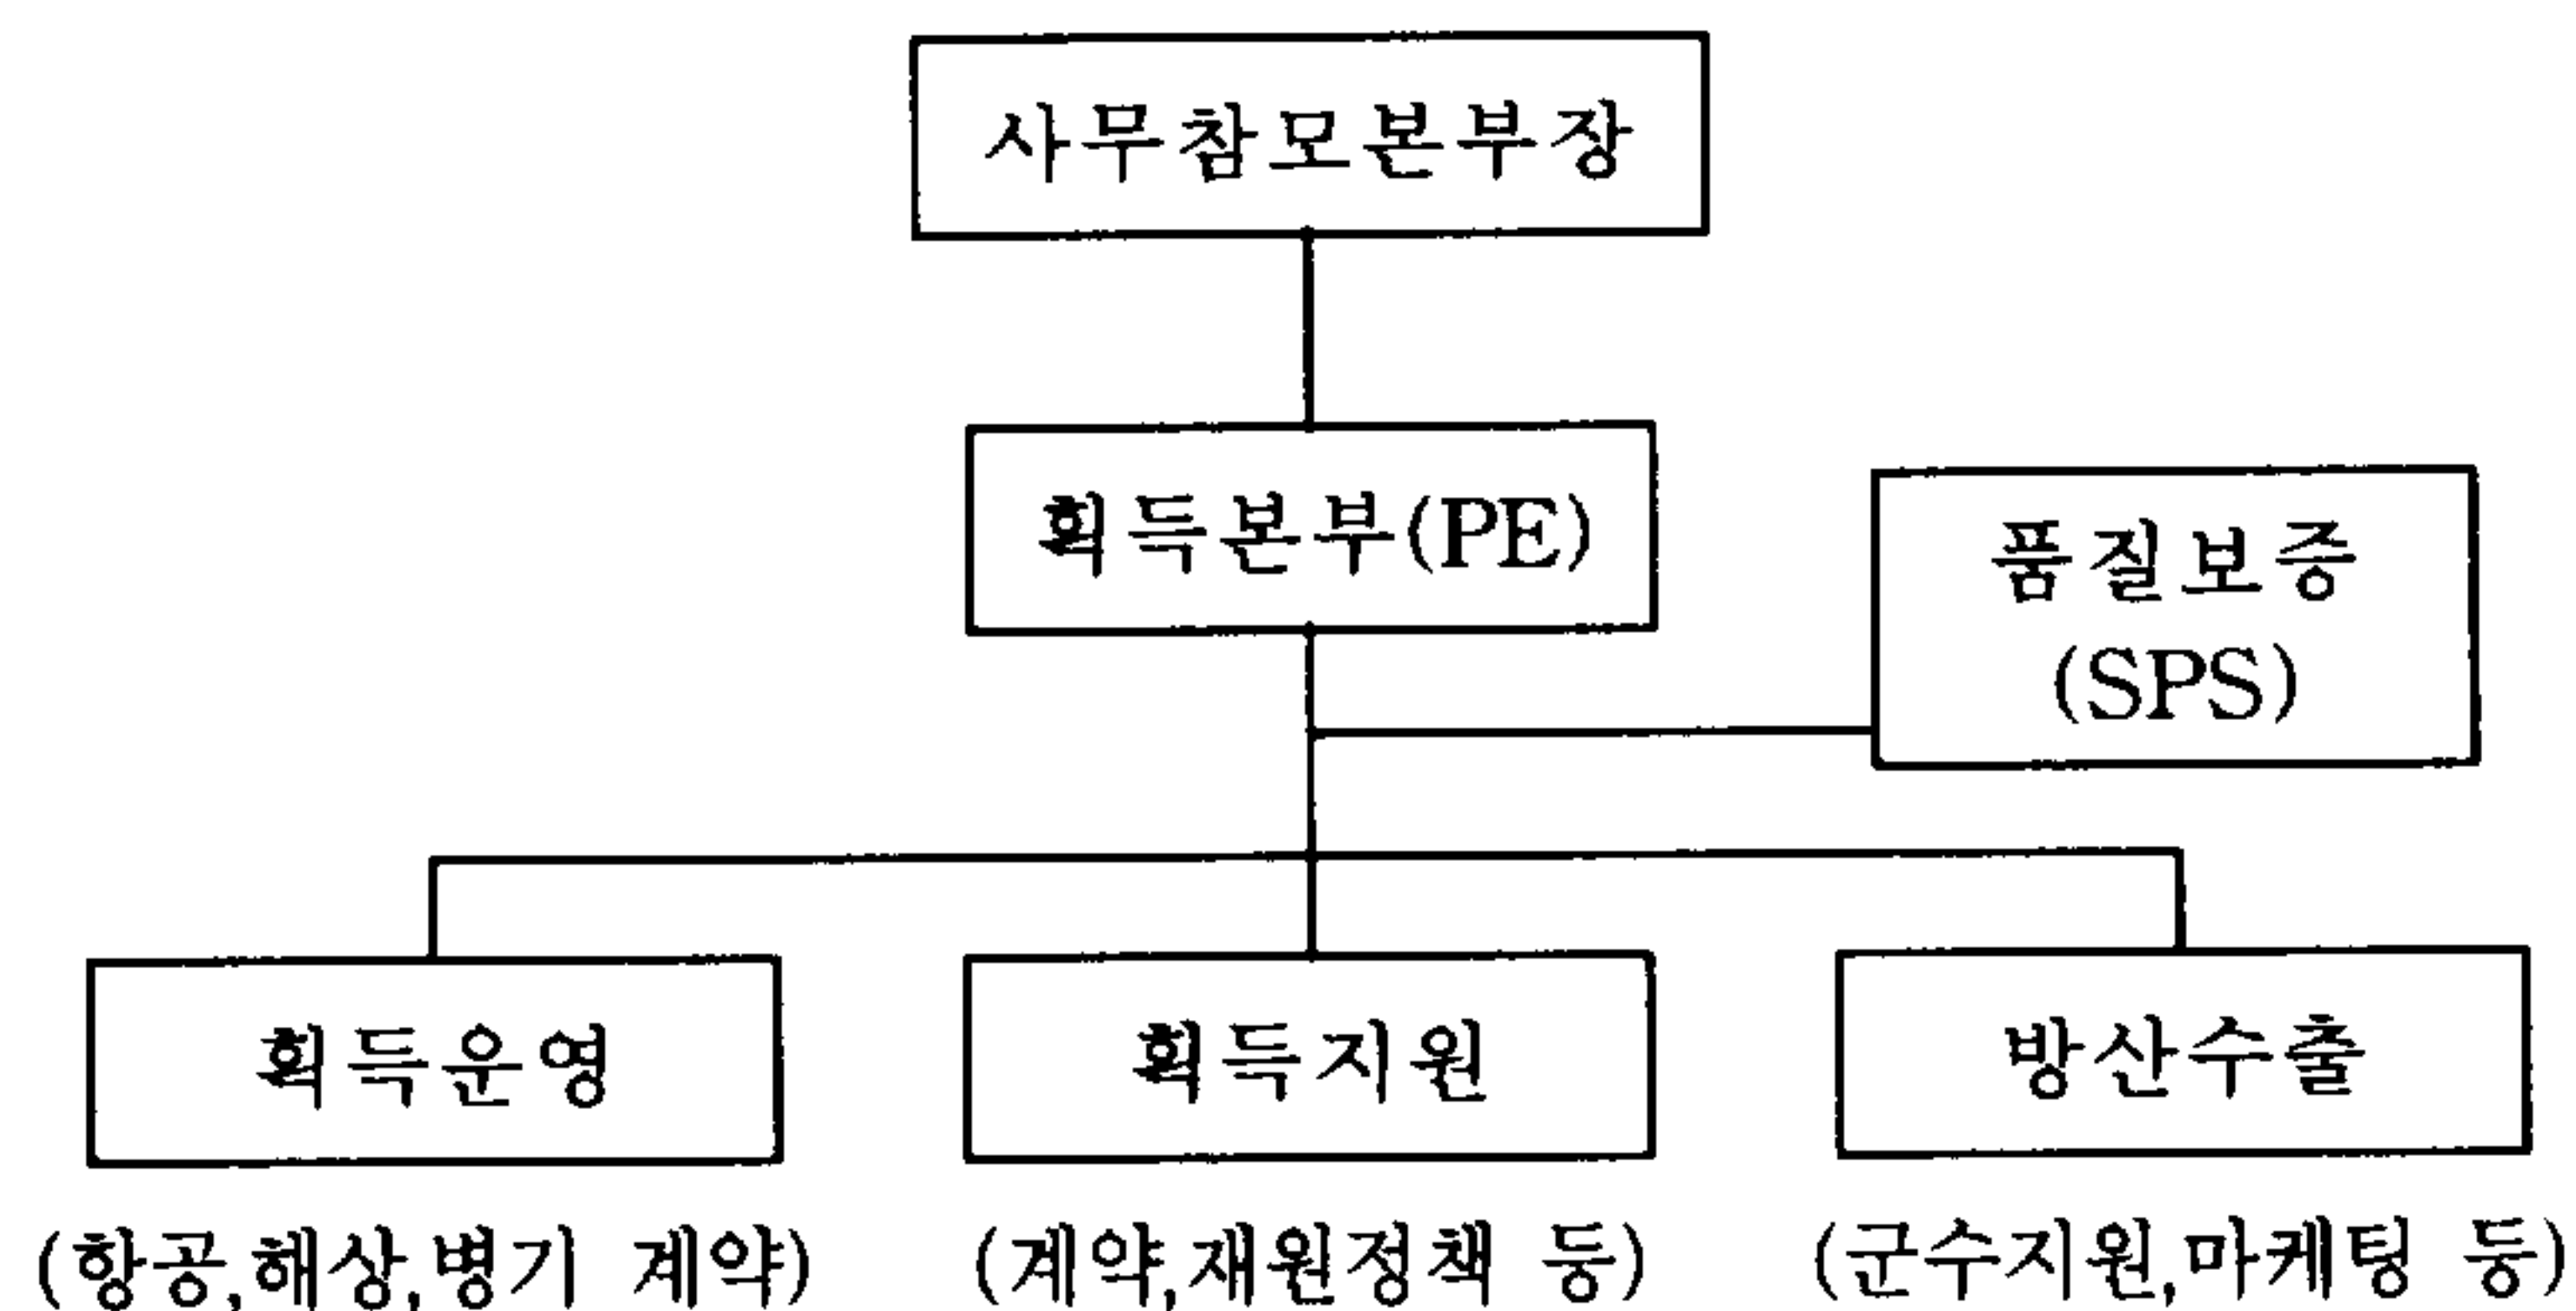 사무참모본부장
획득본부(PE)
품질보증
(SPS)
획득운영
획득지원
방산수출
(항공,해상,병기 계약)
(계약,재원정책 등)
(군수지원,마케팅 등)